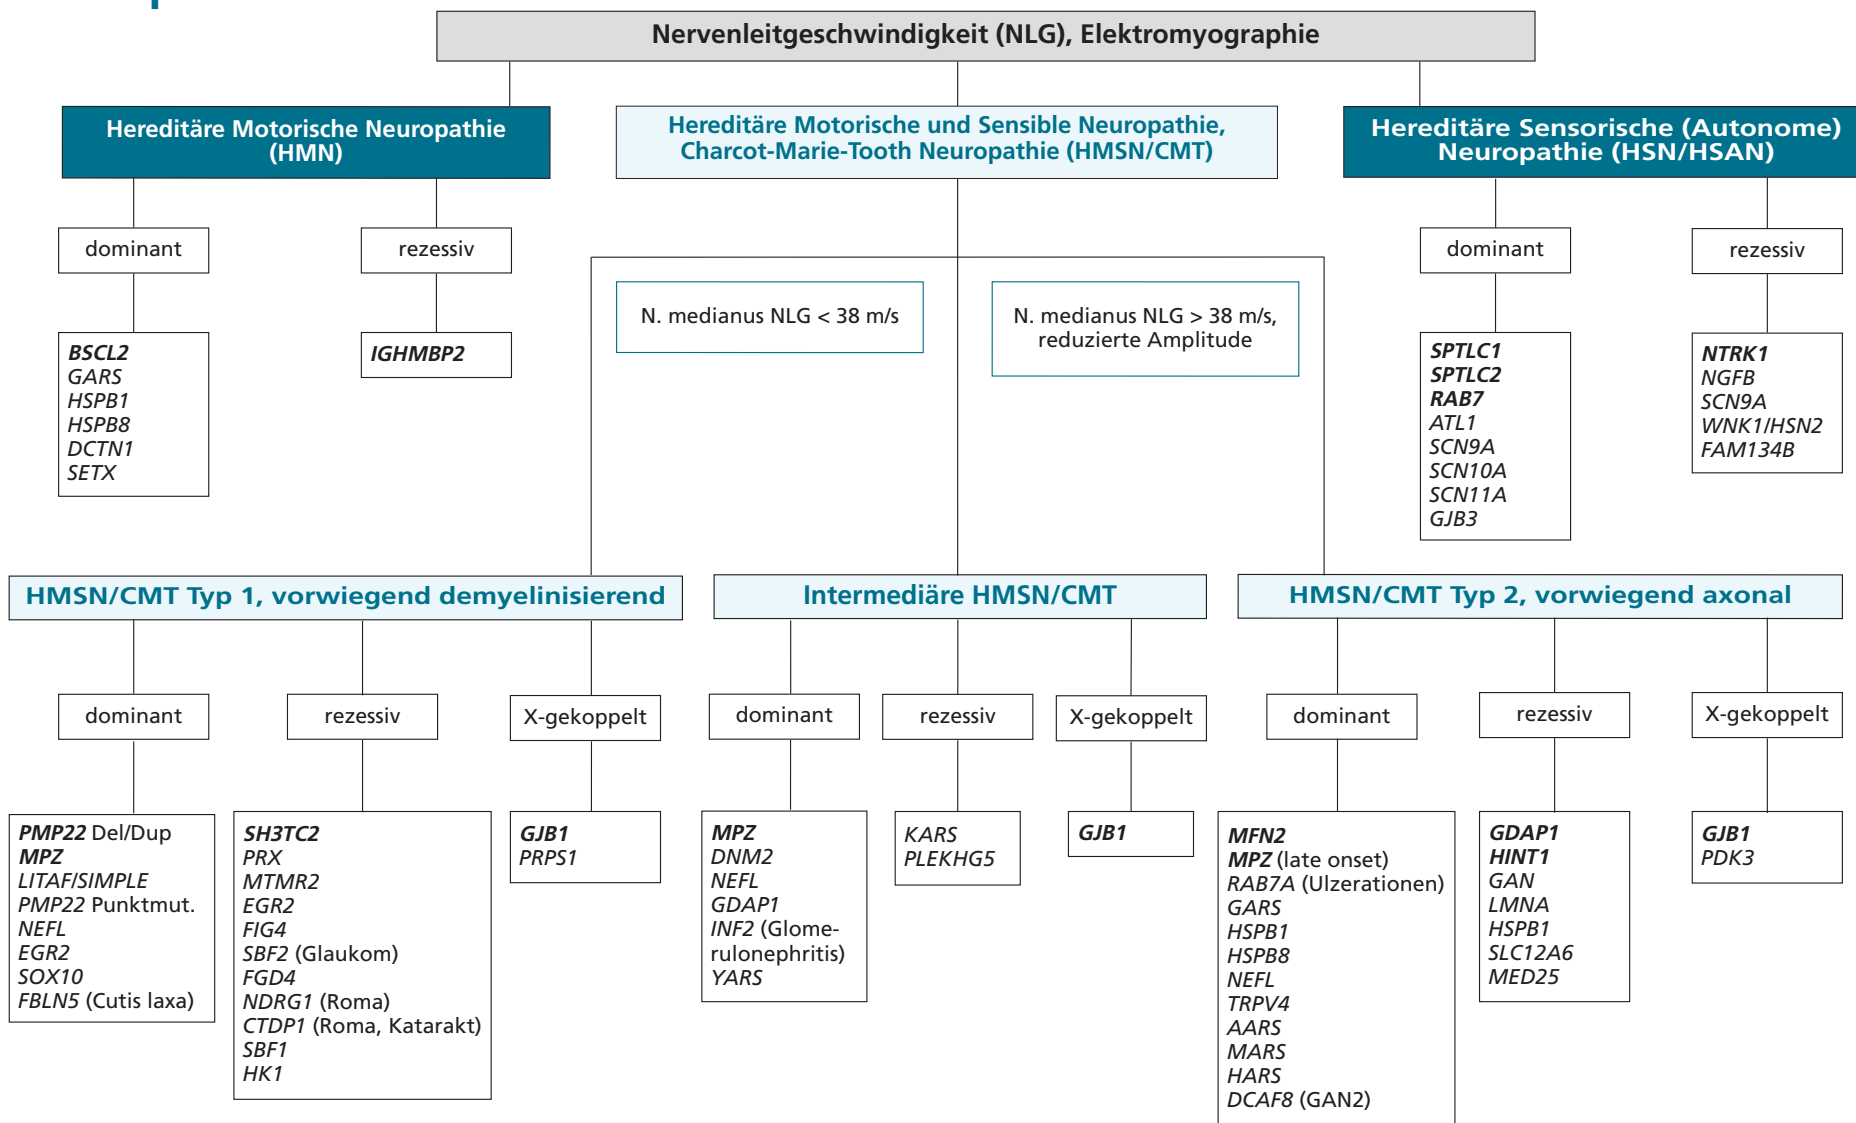 Nervenleitgeschwindigkeit (NLG), Elektromyographie
Hereditäre Motorische Neuropathie
(HMN)
Hereditäre Motorische und Sensible Neuropathie,
Charcot-Marie-Tooth Neuropathie (HMSN/CMT)
Hereditäre Sensorische (Autonome)
Neuropathie (HSN/HSAN)
dominant
rezessiv
dominant
rezessiv
N. medianus NLG < 38 m/s
N. medianus NLG > 38 m/s,
reduzierte Amplitude
BSCL2
GARS
HSPB1
HSPB8
DCTN1
SETX
IGHMBP2
SPTLC1
SPTLC2
RAB7
ATL1
SCN9A
SCN10A
SCN11A
GJB3
NTRK1
NGFB
SCN9A
WNK1/HSN2
FAM134B
HMSN/CMT Typ 1, vorwiegend demyelinisierend
Intermediäre HMSN/CMT
HMSN/CMT Typ 2, vorwiegend axonal
dominant
rezessiv
X-gekoppelt
dominant
rezessiv
X-gekoppelt
dominant
rezessiv
X-gekoppelt
PMP22 Del/Dup
MPZ
LITAF/SIMPLE
PMP22 Punktmut.
NEFL
EGR2
SOX10
FBLN5 (Cutis laxa)
SH3TC2
PRX
MTMR2
EGR2
FIG4
SBF2 (Glaukom)
FGD4
NDRG1 (Roma)
CTDP1 (Roma, Katarakt)
SBF1
HK1
GJB1
PRPS1
MPZ
DNM2
NEFL
GDAP1
INF2 (Glome-
rulonephritis)
YARS
KARS
PLEKHG5
GJB1
MFN2
MPZ (late onset)
RAB7A (Ulzerationen)
GARS
HSPB1
HSPB8
NEFL
TRPV4
AARS
MARS
HARS
DCAF8 (GAN2)
GDAP1
HINT1
GAN
LMNA
HSPB1
SLC12A6
MED25
GJB1
PDK3